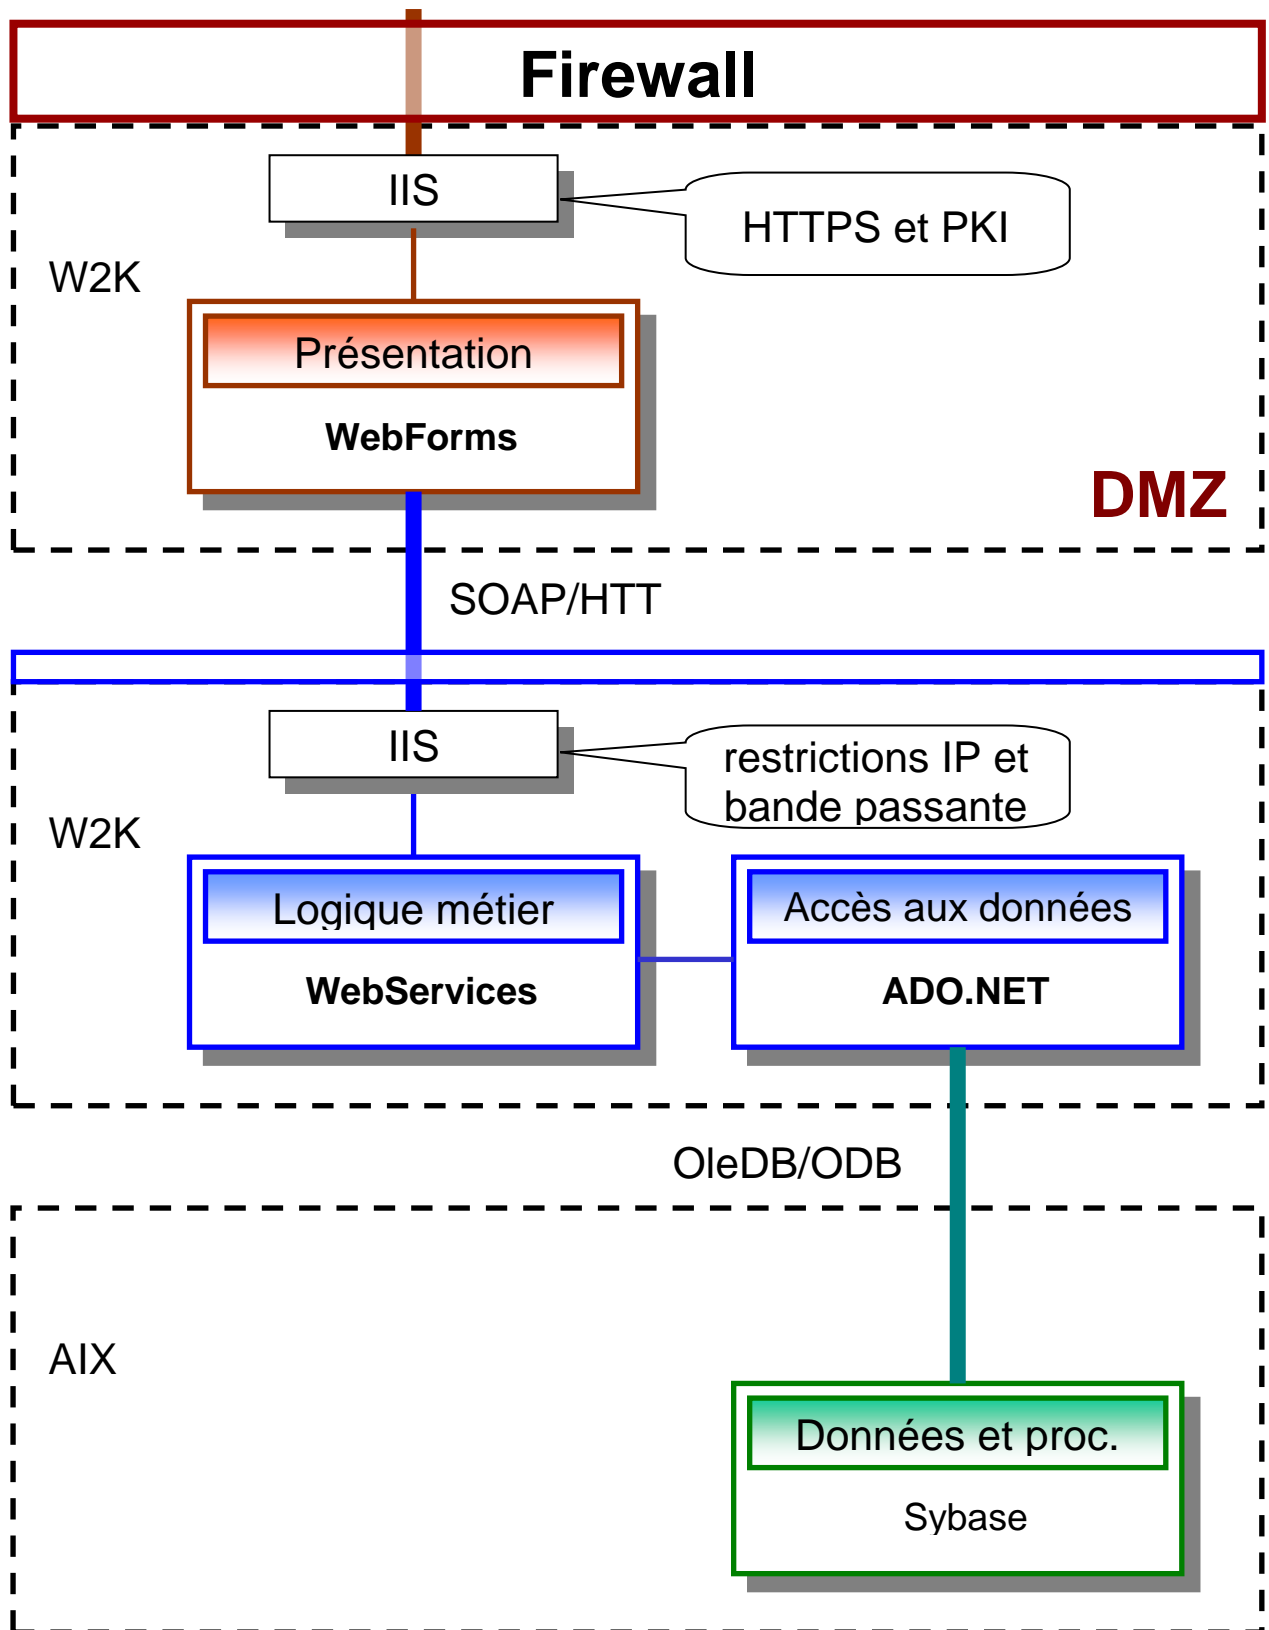 Firewall
IIS
HTTPS et PKI
W2K
Présentation
WebForms
DMZ
SOAP/HTT
IIS
restrictions IP et
bande passante
W2K
Logique métier
Accès aux données
WebServices
ADO.NET
OleDB/ODB
AIX
Données et proc.
Sybase